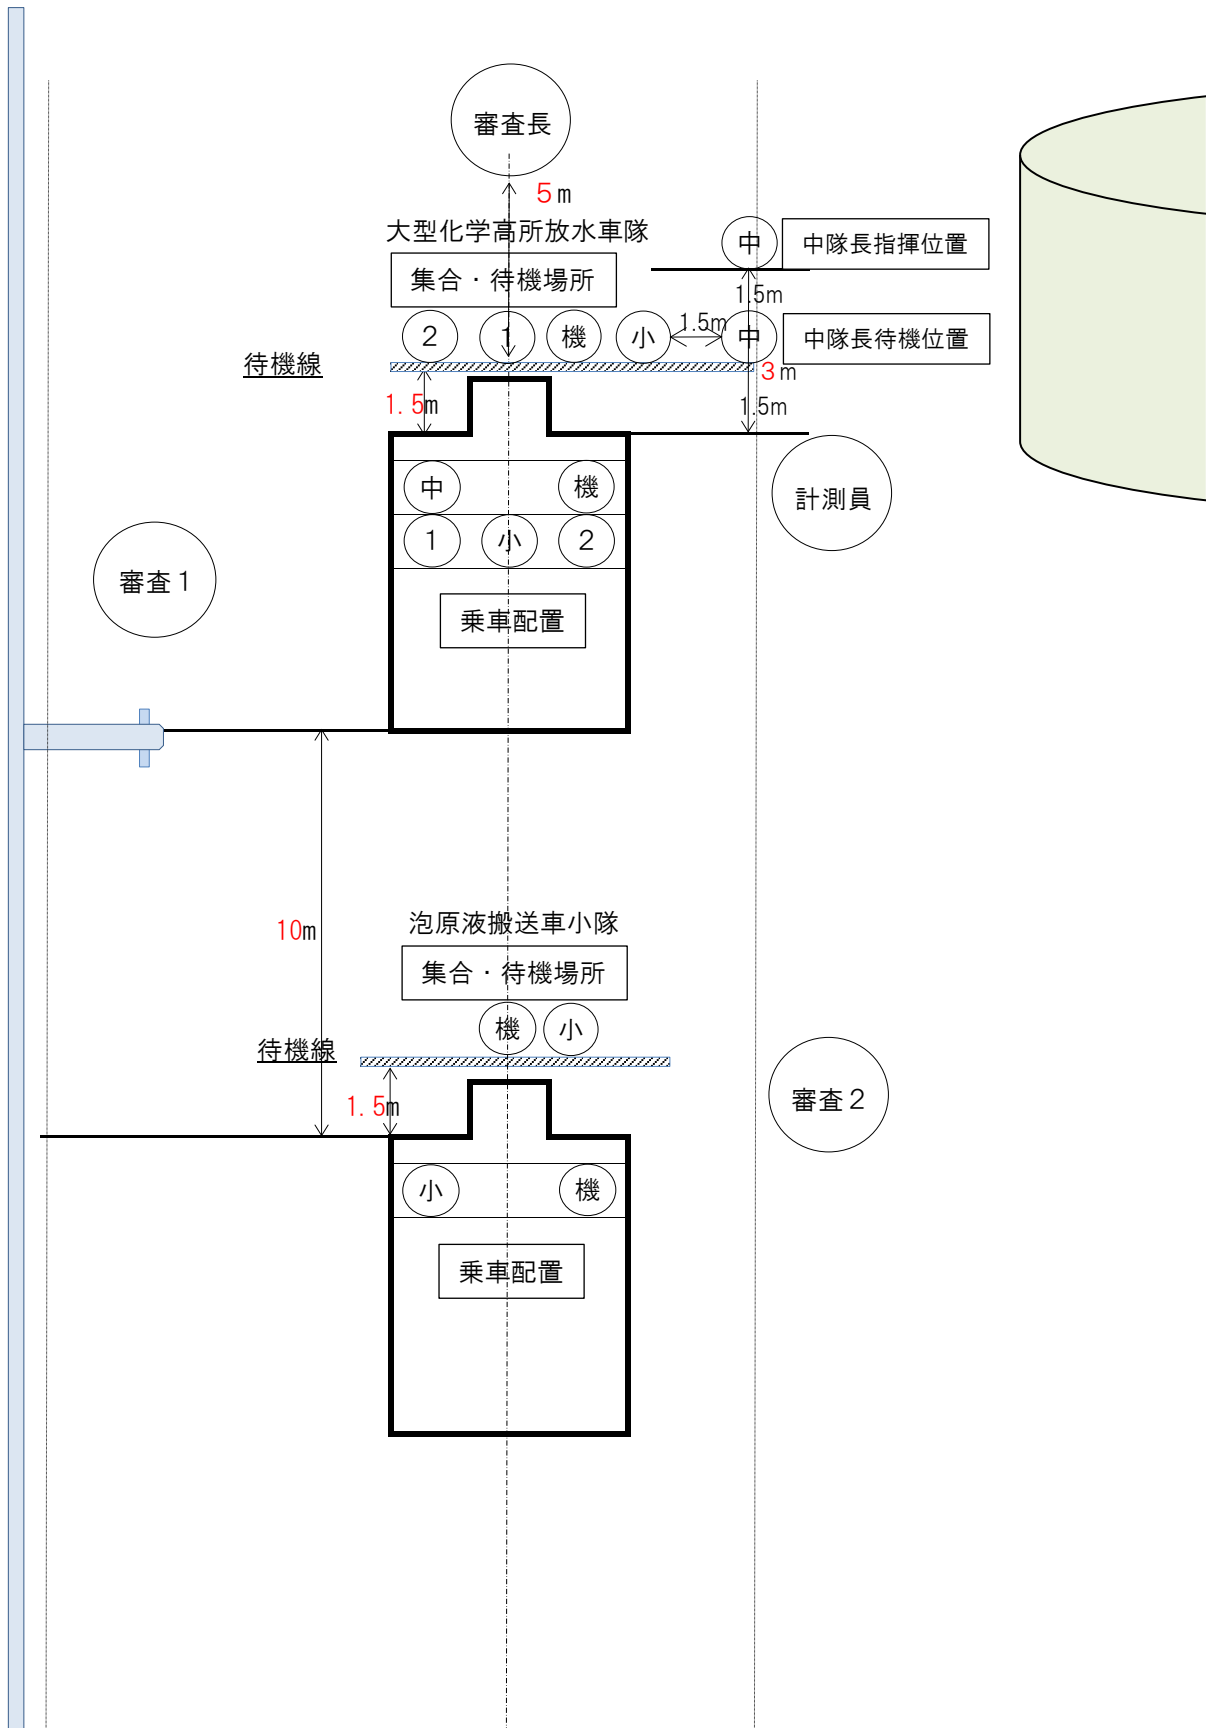 審査長
５ｍ
大型化学高所放水車隊
中 中隊長指揮位置
集合・待機場所
1.5m
２ １ 機 小 1.5m 中 中隊長待機位置
待機線
３ｍ
1.5m
1.5m
中 機
計測員
１ 小 ２
審査１
乗車配置
10m
泡原液搬送車小隊
集合・待機場所
機 小
待機線
審査２
1.5m
小 機
乗車配置